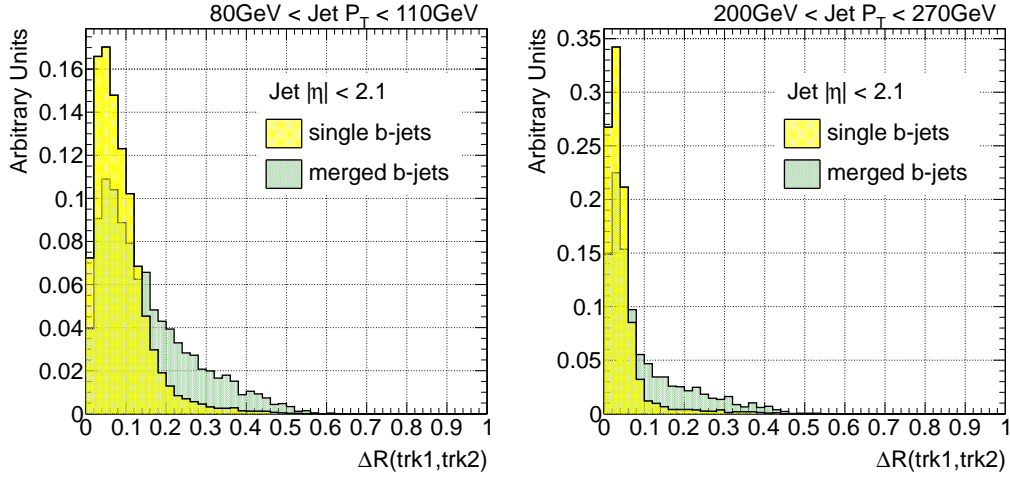 80GeV < Jet P_T < 110GeV
Arbitrary Units
0.16
0.14
0.12
0.1
0.08
0.06
0.04
0.02
0
Jet |η| < 2.1
single b-jets
merged b-jets
0 0.1 0.2 0.3 0.4 0.5 0.6 0.7 0.8 0.9 1
ΔR(trk1,trk2)
200GeV < Jet P_T < 270GeV
Arbitrary Units
0.35
0.3
0.25
0.2
0.15
0.1
0.05
0
Jet |η| < 2.1
single b-jets
merged b-jets
0 0.1 0.2 0.3 0.4 0.5 0.6 0.7 0.8 0.9 1
ΔR(trk1,trk2)